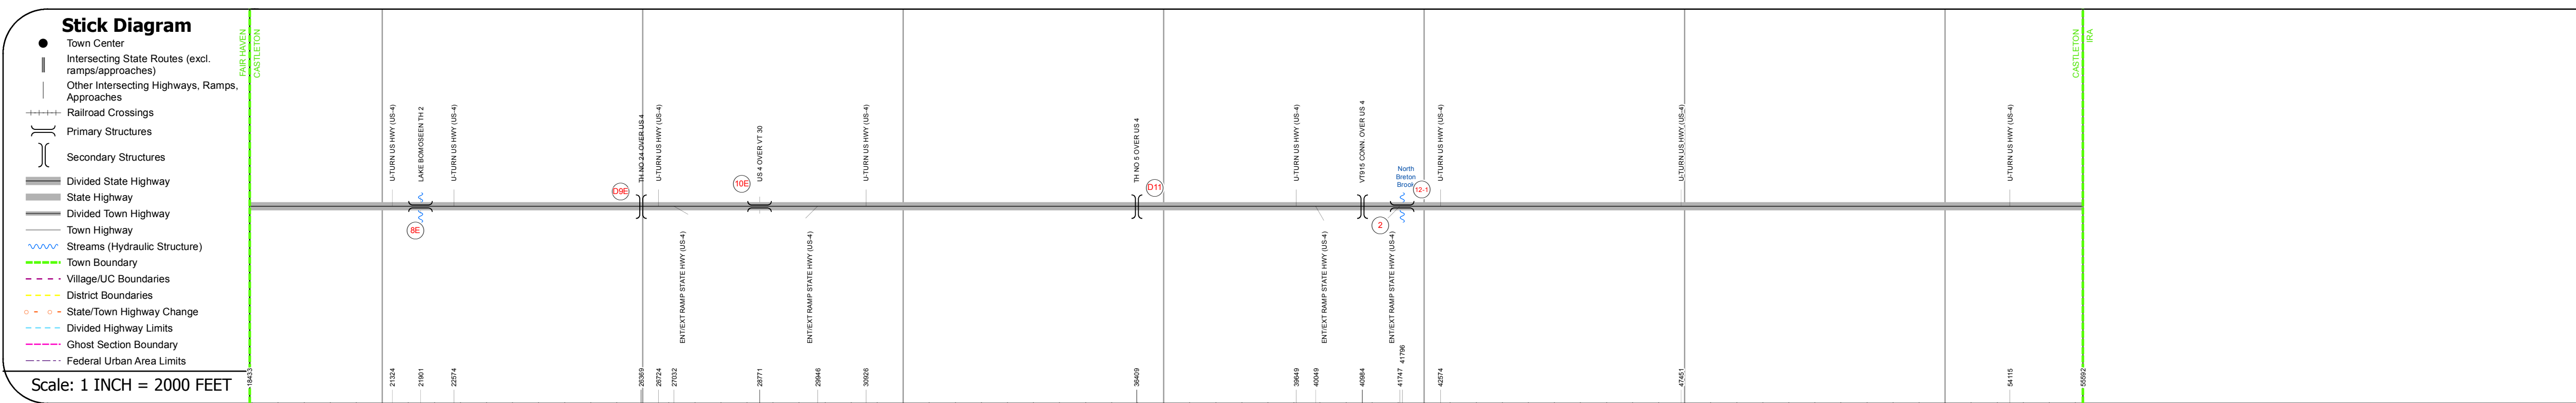 Stick Diagram
Town Center
Intersecting State Routes (excl.
ramps/approaches)
Other Intersecting Highways, Ramps,
Approaches
Railroad Crossings
Primary Structures
Secondary Structures
Divided State Highway
State Highway
Divided Town Highway
Town Highway
Streams (Hydraulic Structure)
Town Boundary
Village/UC Boundaries
District Boundaries
State/Town Highway Change
Divided Highway Limits
Ghost Section Boundary
Federal Urban Area Limits
Scale: 1 INCH = 2000 FEET
FAIR HAVEN
CASTLETON
U-TURN US HWY (US-4)
LAKE BOMOSEEN TH 2
U-TURN US HWY (US-4)
TH NO 24 OVER US 4
U-TURN US HWY (US-4)
US 4 OVER VT 30
U-TURN US HWY (US-4)
TH NO 5 OVER US 4
U-TURN US HWY (US-4)
VT915 CONN. OVER US 4
North
Breton
Brook
U-TURN US HWY (US-4)
U-TURN US HWY (US-4)
U-TURN US HWY (US-4)
CASTLETON
IRA
8E
D9E
10E
D11
2
12-1
ENT/EXT RAMP STATE HWY (US-4)
ENT/EXT RAMP STATE HWY (US-4)
ENT/EXT RAMP STATE HWY (US-4)
ENT/EXT RAMP STATE HWY (US-4)
18433
21324
21901
22574
26369
26724
27032
28771
29946
30926
36409
39649
40049
40984
41747
41796
42574
47451
54115
55592